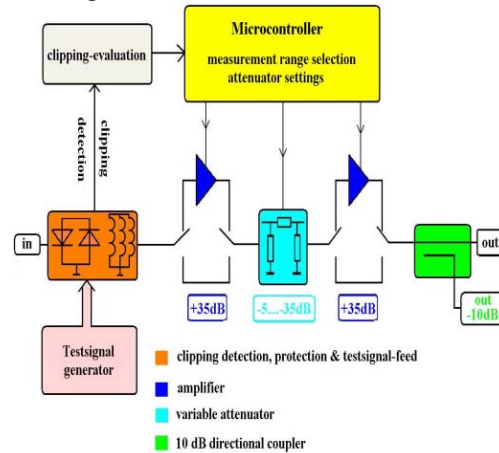 Microcontroller
measurement range selection
attenuator settings
clipping-evaluation
clipping
detection
in
out
out
-10dB
+35dB
-5....-35dB
+35dB
Testsignal
generator
clipping detection, protection & testsignal-feed
amplifier
variable attenuator
10 dB directional coupler